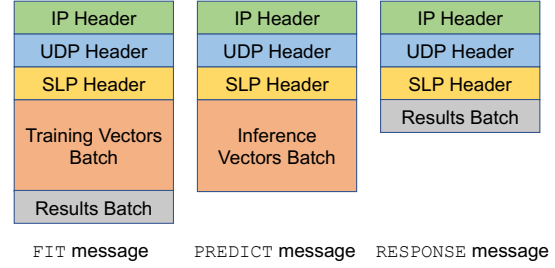 IP Header
UDP Header
SLP Header
Training Vectors
Batch
Results Batch
FIT message
IP Header
UDP Header
SLP Header
Inference
Vectors Batch
PREDICT message
IP Header
UDP Header
SLP Header
Results Batch
RESPONSE message